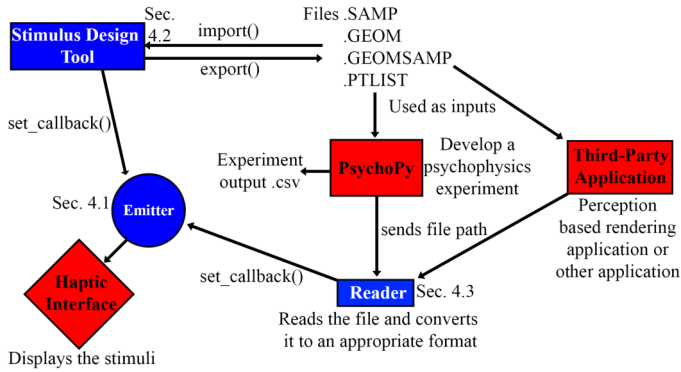 Stimulus Design
Tool
Sec.
4.2
import()
export()
Files .SAMP
.GEOM
.GEOMSAMP
.PTLIST
Used as inputs
set_callback()
Experiment
output .csv
PsychoPy
Develop a
psychophysics
experiment
Third-Party
Application
Perception
based rendering
application or
other application
Sec. 4.1
Emitter
sends file path
set_callback()
Haptic
Interface
Displays the stimuli
Reader
Sec. 4.3
Reads the file and converts
it to an appropriate format